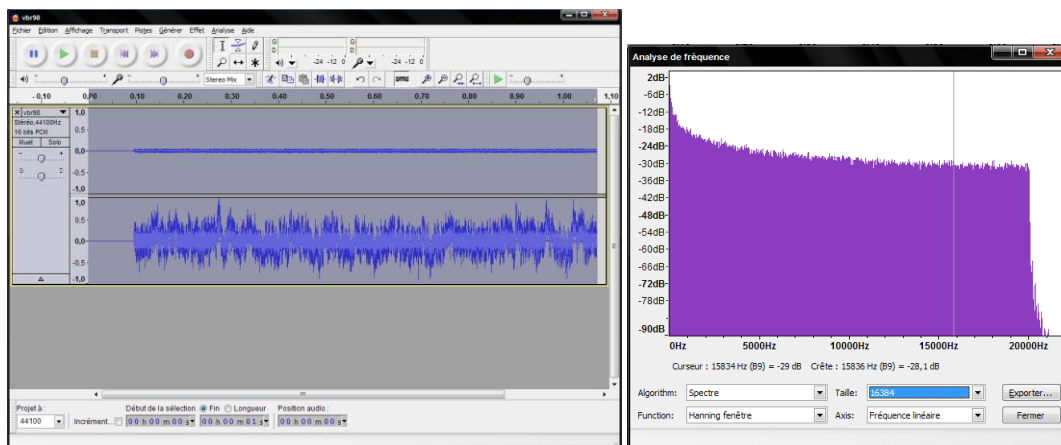 vbr98
Fichier Edition Affichage Transport Pistes Générer Effet Analyse Aide
G
D
-24 -12 0
G
D
-24 -12 0
Stereo Mix
-0,10 0,00 0,10 0,20 0,30 0,40 0,50 0,60 0,70 0,80 0,90 1,00 1,10
vbr98
Stéréo,44100Hz
16 bits PCM
Muet Solo
- +
G D
1,0
0,5-
0,0-
-0,5-
-1,0
1,0
0,5-
0,0-
-0,5-
-1,0
Projet à :
44100
Incrément...
Début de la sélection Fin Longueur
00 h 00 m 00 s
00 h 00 m 01 s
Position audio :
00 h 00 m 00 s
Analyse de fréquence
2dB-
-6dB-
-12dB-
-18dB-
-24dB-
-30dB-
-36dB-
-42dB-
-48dB-
-54dB-
-60dB-
-66dB-
-72dB-
-78dB-
-90dB-
0Hz 5000Hz 10000Hz 15000Hz 20000Hz
Curseur : 15834 Hz (B9) = -29 dB Crête : 15836 Hz (B9) = -28,1 dB
Algorithm: Spectre Taille: 16384 Exporter...
Function: Hanning fenêtre Axis: Fréquence linéaire Fermer